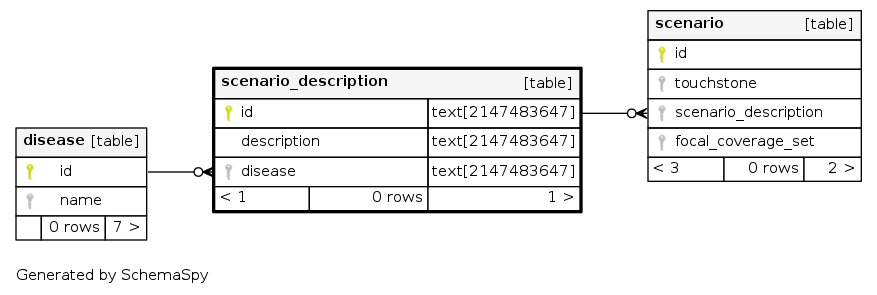 disease [table]
id
name
0 rows 7 >
scenario_description [table]
id text[2147483647]
description text[2147483647]
disease text[2147483647]
< 1 0 rows 1 >
scenario [table]
id
touchstone
scenario_description
focal_coverage_set
< 3 0 rows 2 >
Generated by SchemaSpy